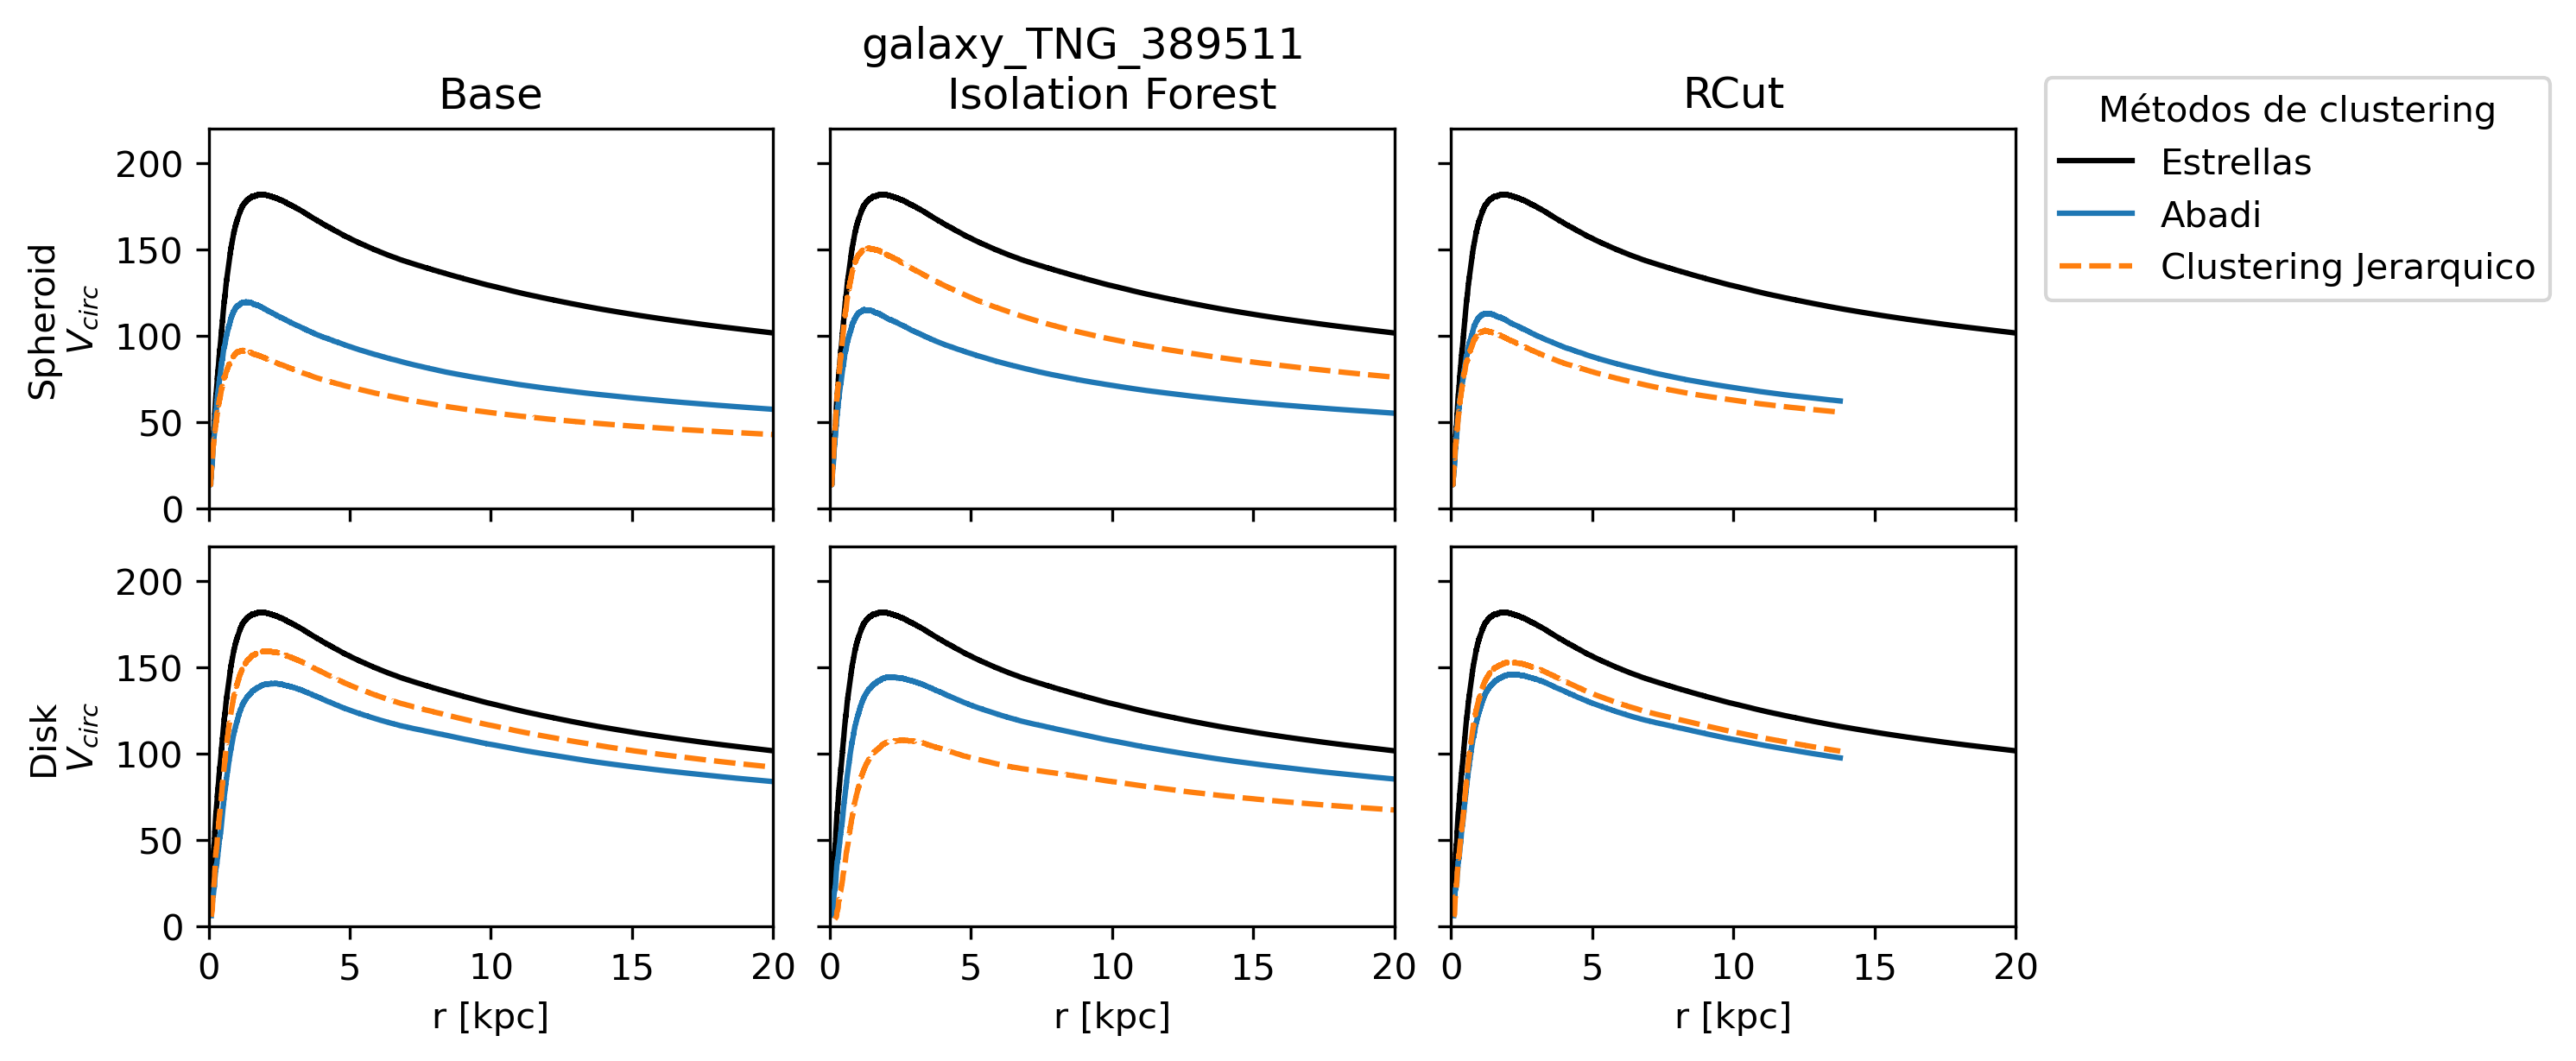 galaxy_TNG_389511
Base
Isolation Forest
RCut
Métodos de clustering
Estrellas
Abadi
Clustering Jerarquico
Spheroid
V_circ
200
150
100
50
0
Disk
V_circ
200
150
100
50
0
0 5 10 15 20
0 5 10 15 20
0 5 10 15 20
r [kpc]
r [kpc]
r [kpc]